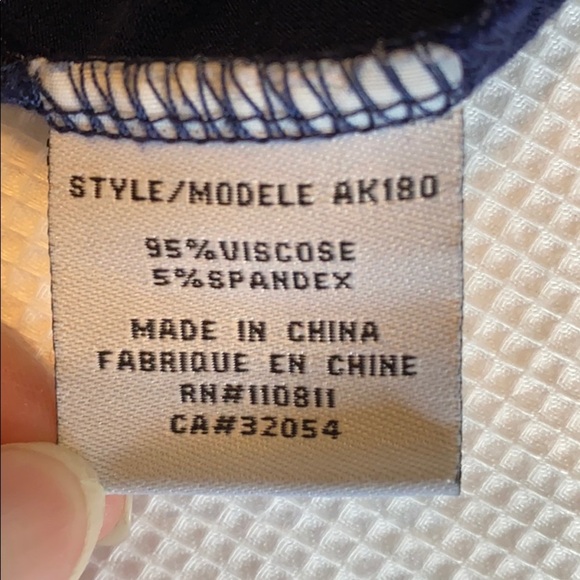 STYLE/MODELE AK180
95%VISCOSE
5%SPANDEX
MADE IN CHINA
FABRIQUE EN CHINE
RN#110811
CA#32054